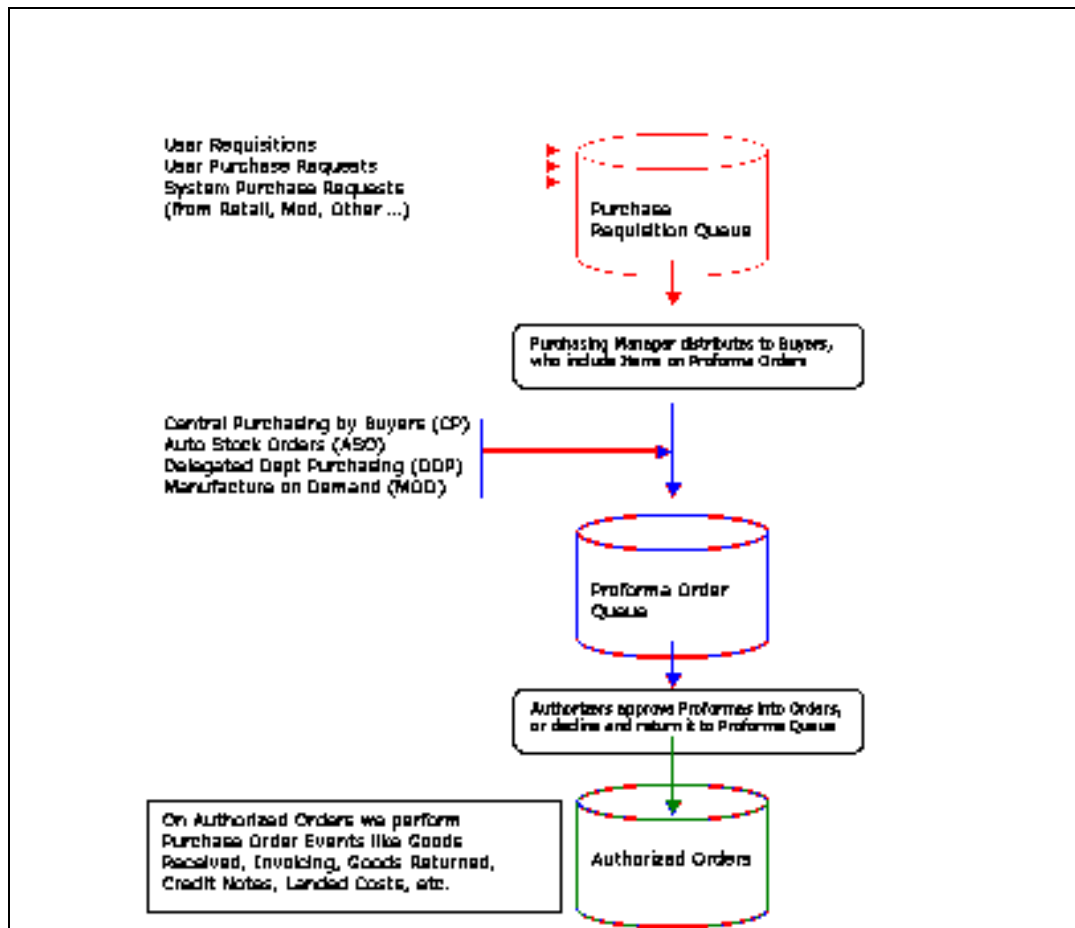 User Requisitions
User Purchase Requests
System Purchase Requests
(from Retail, Mod, Other ...)
Purchase
Requisition Queue
Purchasing Manager distributes to Buyers,
who include Items on Proforma Orders
Central Purchasing by Buyers (CP)
Auto Stock Orders (ASO)
Delegated Dept Purchasing (DDP)
Manufacture on Demand (MOD)
Proforma Order
Queue
Authorizers approve Proformas into Orders,
or decline and return it to Proforma Queue
On Authorized Orders we perform
Purchase Order Events like Goods
Received, Invoicing, Goods Returned,
Credit Notes, Landed Costs, etc.
Authorized Orders